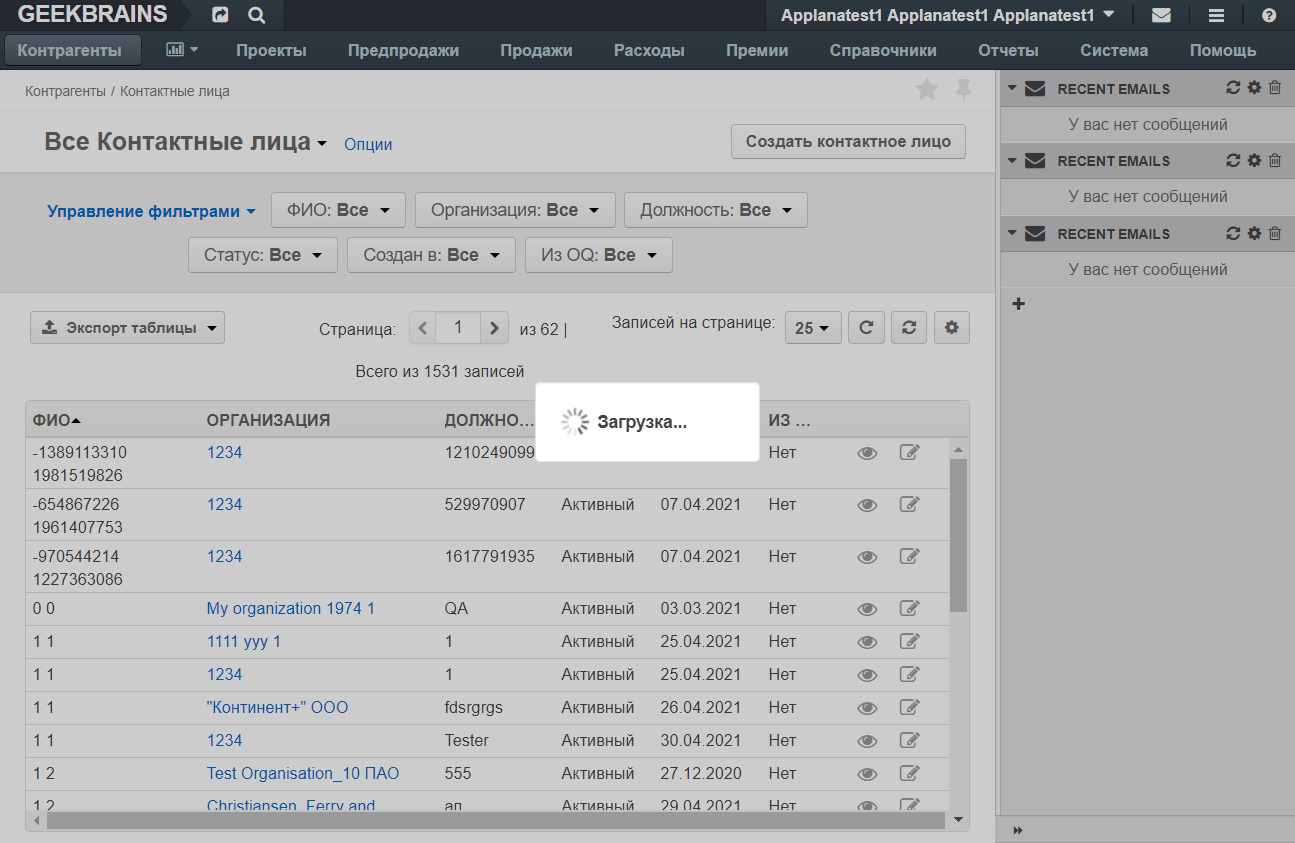 GEEKBRAINS
Applanatest1 Applanatest1 Applanatest1
Контрагенты Проекты Предпродажи Продажи Расходы Премии Справочники Отчеты Система Помощь
Контрагенты / Контактные лица
Все Контактные лица Опции Создать контактное лицо
Управление фильтрами ФИО: Все Организация: Все Должность: Все
Статус: Все Создан в: Все Из OQ: Все
Экспорт таблицы Страница: 1 из 62 | Записей на странице: 25
Всего из 1531 записей
Загрузка...
ФИО ОРГАНИЗАЦИЯ ДОЛЖНО... ИЗ ...
-1389113310 1234 1210249099 Нет
1981519826
-654867226 1234 529970907 Активный 07.04.2021 Нет
1961407753
-970544214 1234 1617791935 Активный 07.04.2021 Нет
1227363086
0 0 My organization 1974 1 QA Активный 03.03.2021 Нет
1 1 1111 ууу 1 1 Активный 25.04.2021 Нет
1 1 1234 1 Активный 25.04.2021 Нет
1 1 "Континент+" ООО fdsrgrgs Активный 26.04.2021 Нет
1 1 1234 Tester Активный 30.04.2021 Нет
1 2 Test Organisation_10 ПАО 555 Активный 27.12.2020 Нет
1 2 Christiansen, Ferry and ап Активный 29.04.2021 Нет
RECENT EMAILS
У вас нет сообщений
RECENT EMAILS
У вас нет сообщений
RECENT EMAILS
У вас нет сообщений